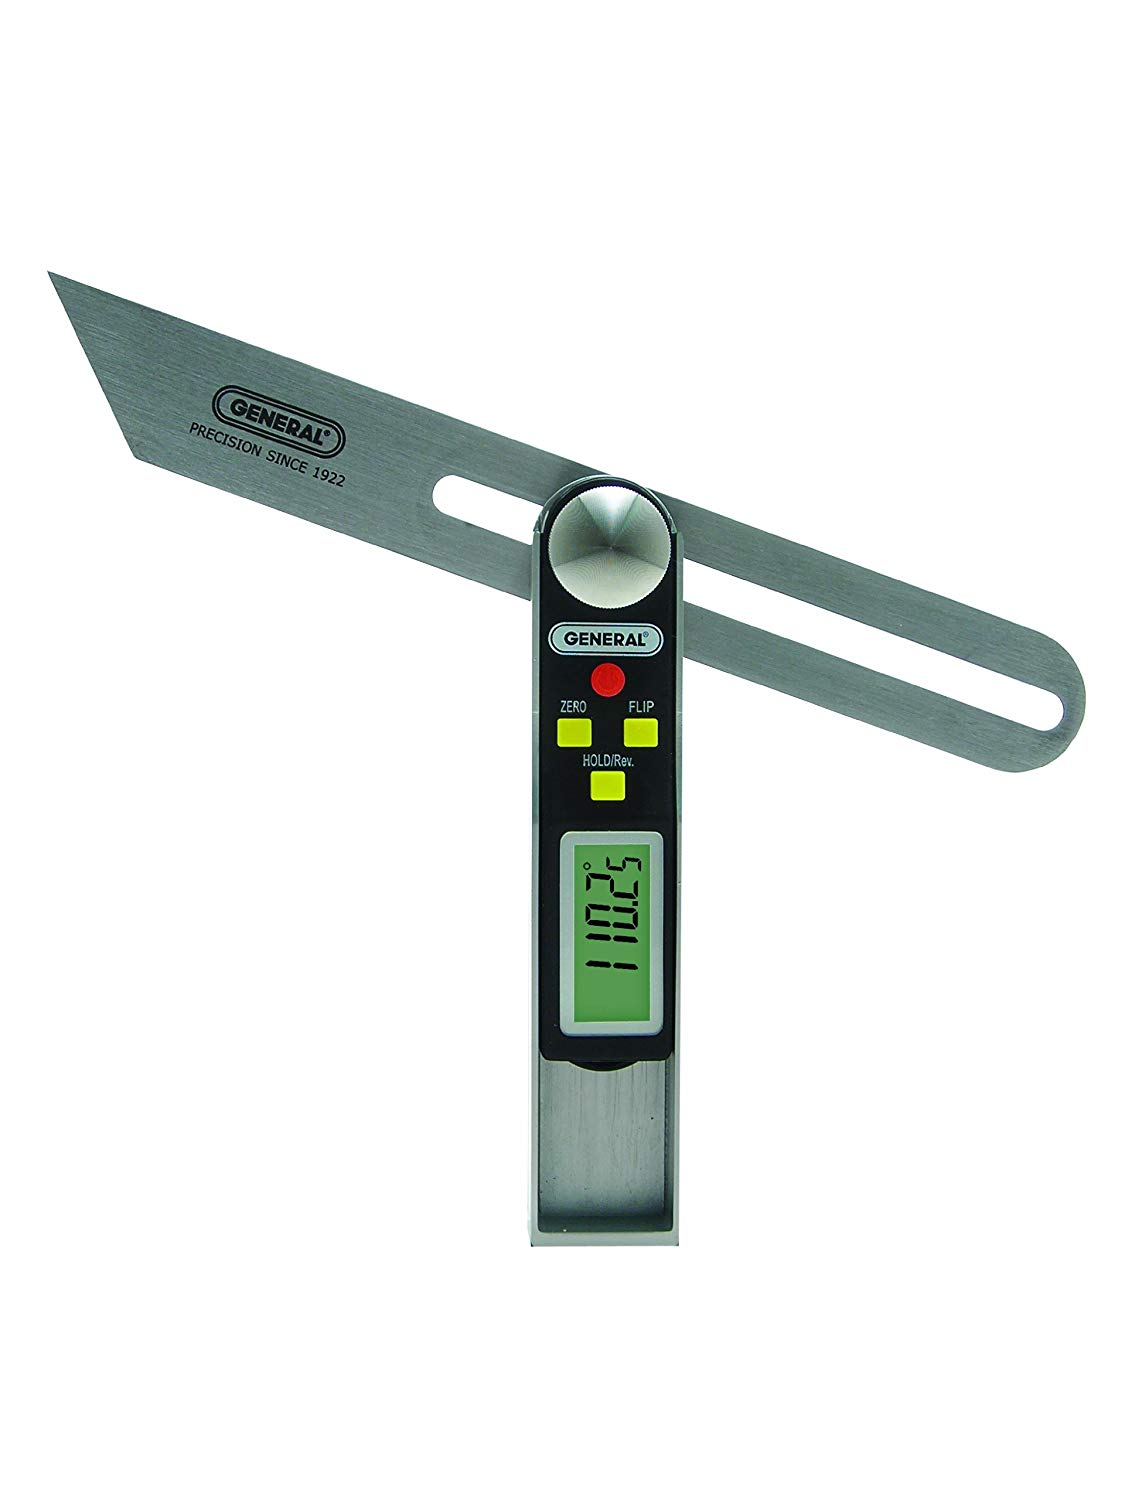 GENERAL®
PRECISION SINCE 1922
GENERAL®
ZERO FLIP
HOLD/Rev.
110.25°